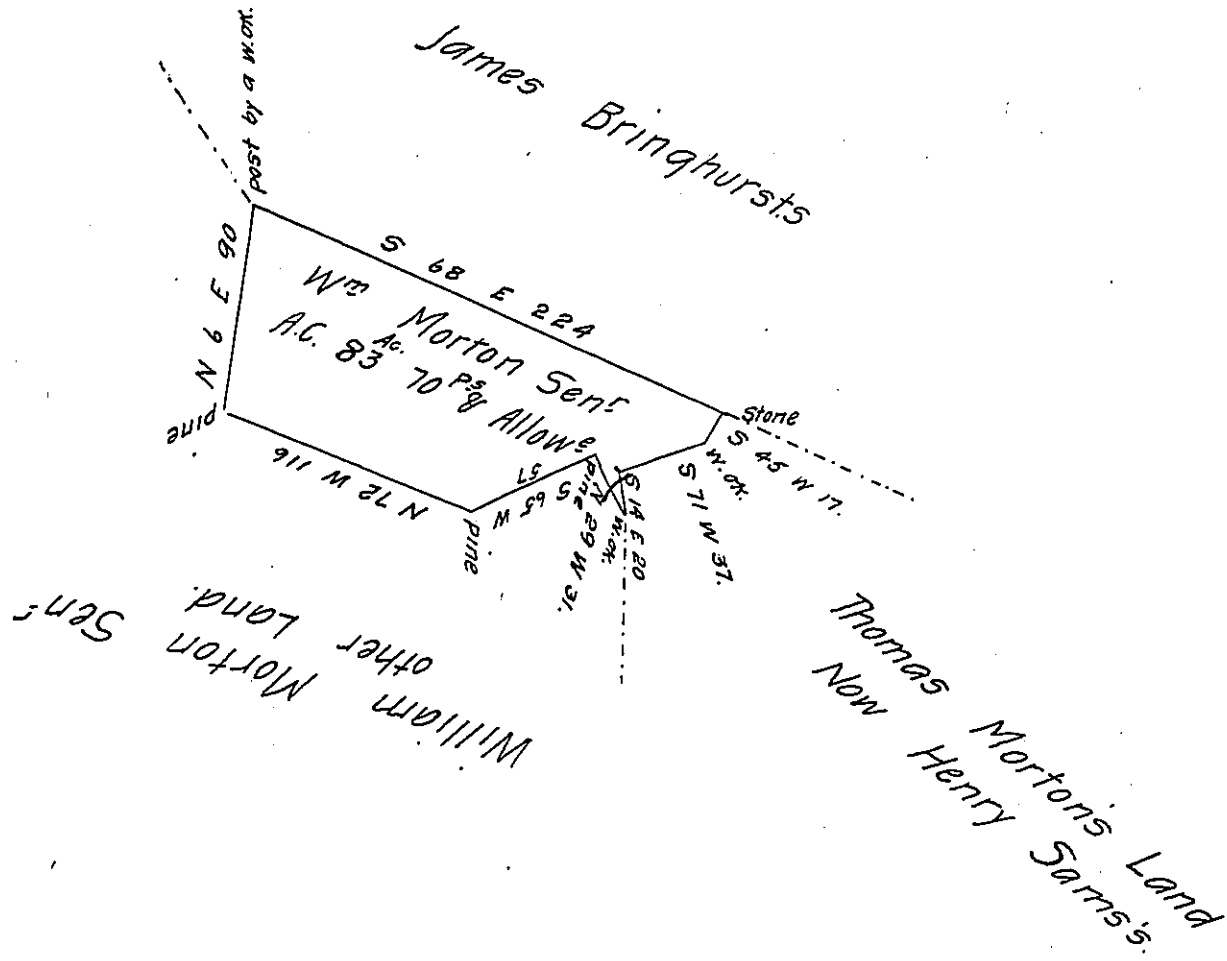 James Bringhursts
post by a W.OK.
S 68 E 224
N 6 E 90
Wm Morton Senr
A.C. 83 Ac. 70 Ps & Allowe
Stone
S 45 W 17.
W.OK.
S 71 W 37.
S 14 E 20
W.OK.
N 29 W 31.
pine
S 65 W 57
pine
N 72 W 116
pine
William Morton Senr
other Land.
Thomas Morton's Land
Now Henry Sams's.